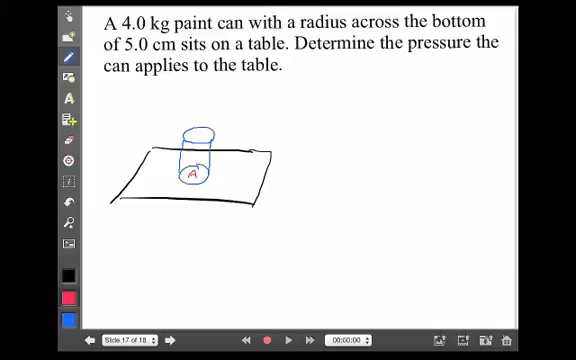 A 4.0 kg paint can with a radius across the bottom
of 5.0 cm sits on a table. Determine the pressure the
can applies to the table.
A
A
Slide 17 of 18
00:00:00